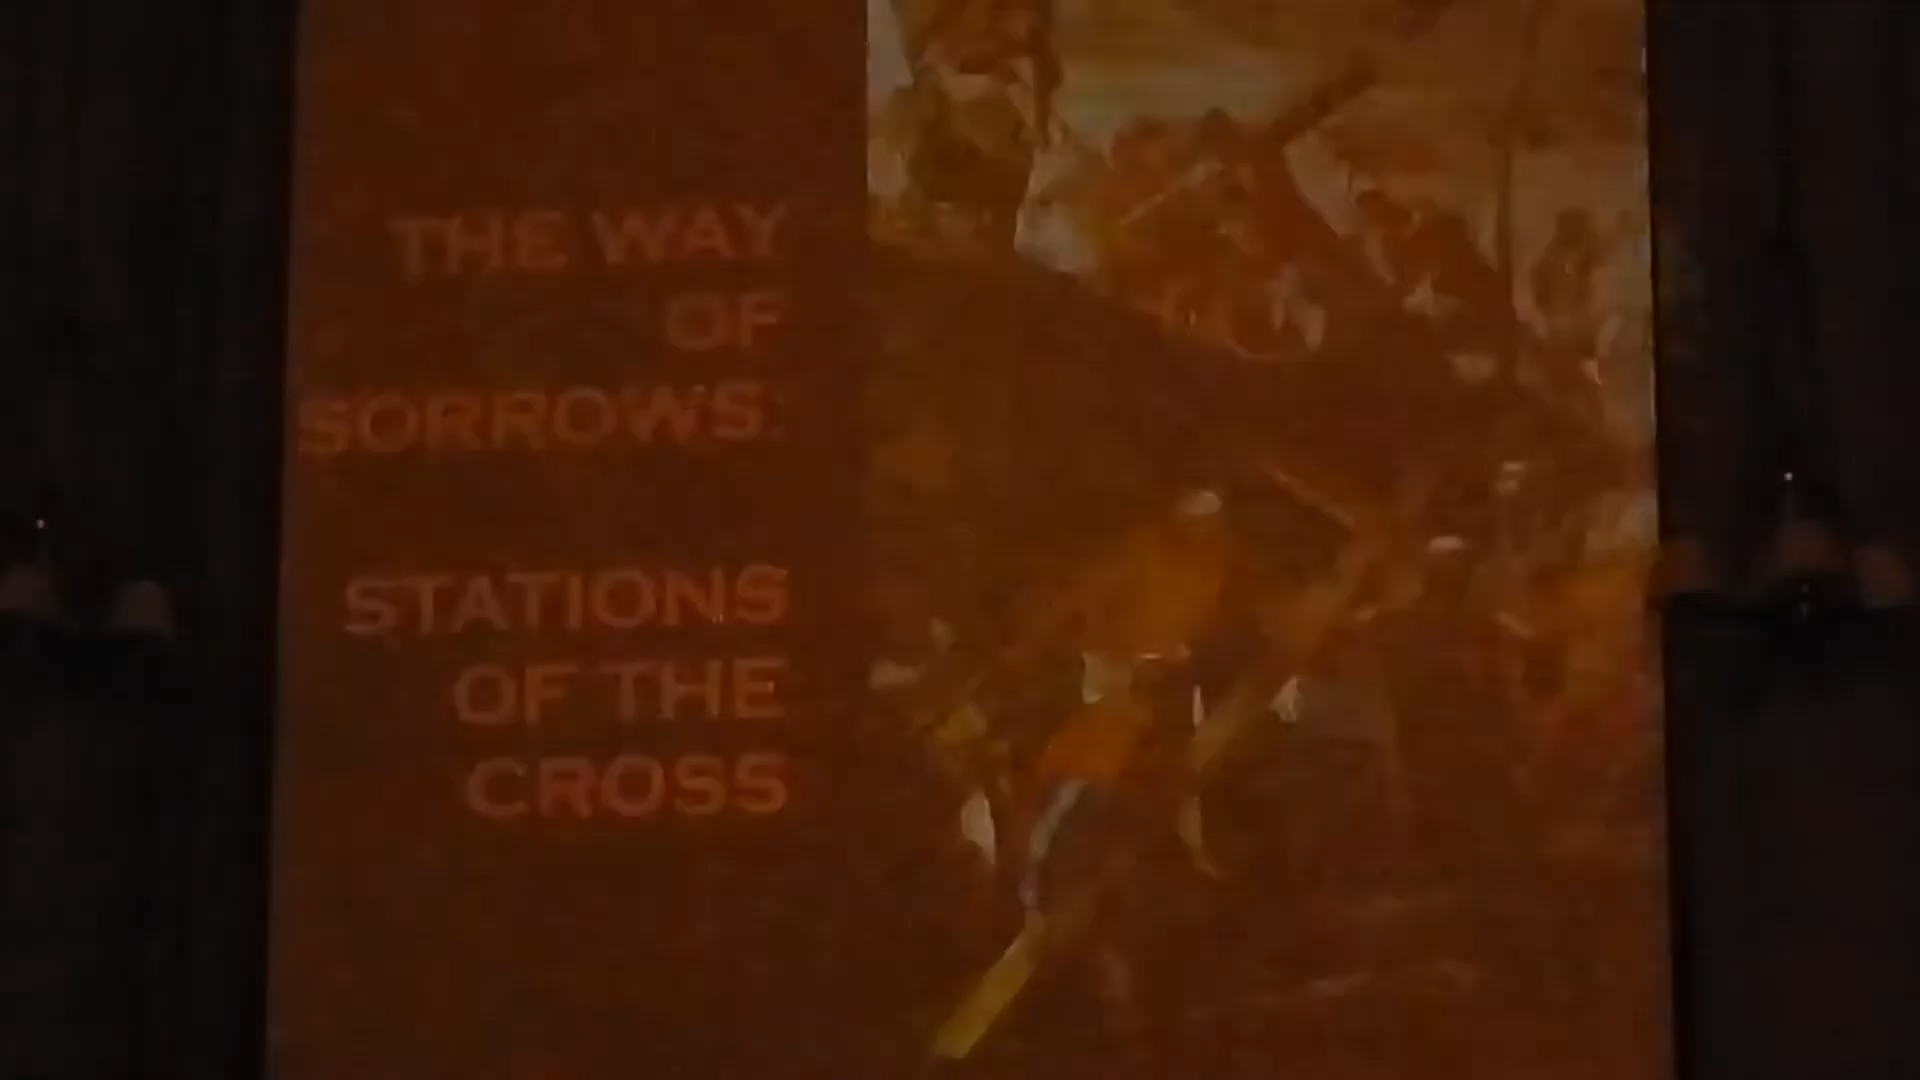 THE WAY
OF
SORROWS:
STATIONS
OF THE
CROSS